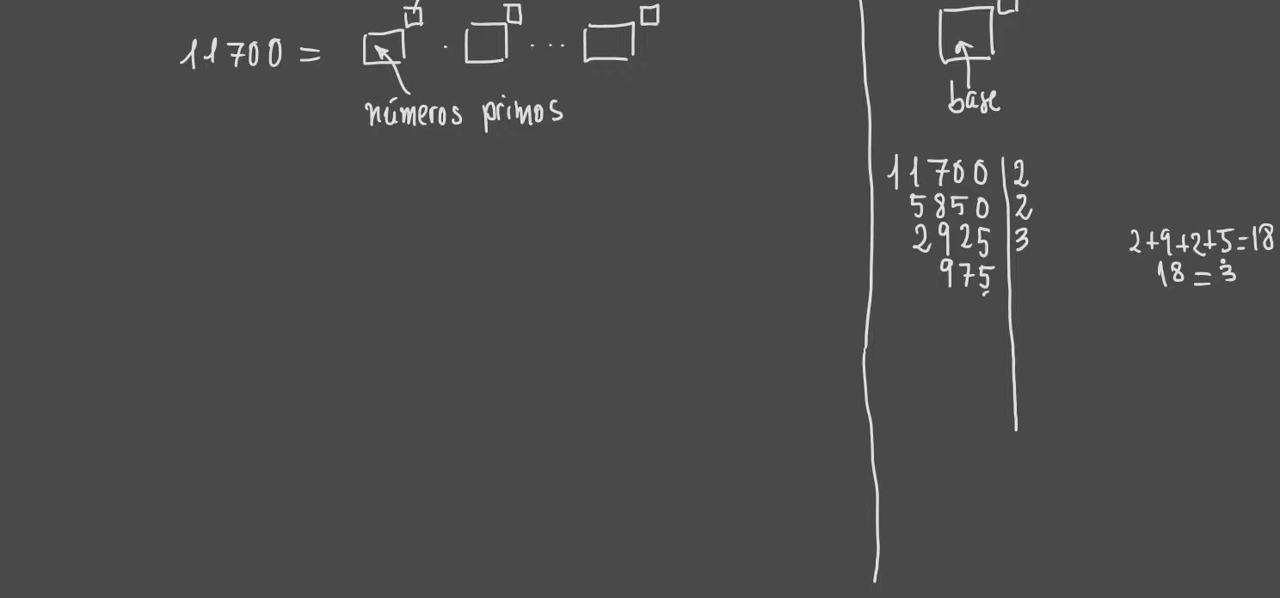 11700 = □^□ · □^□ ... □^□
números primos
base
11700 | 2
5850 | 2
2925 | 3
975
2+9+2+5=18
18 = 3̇